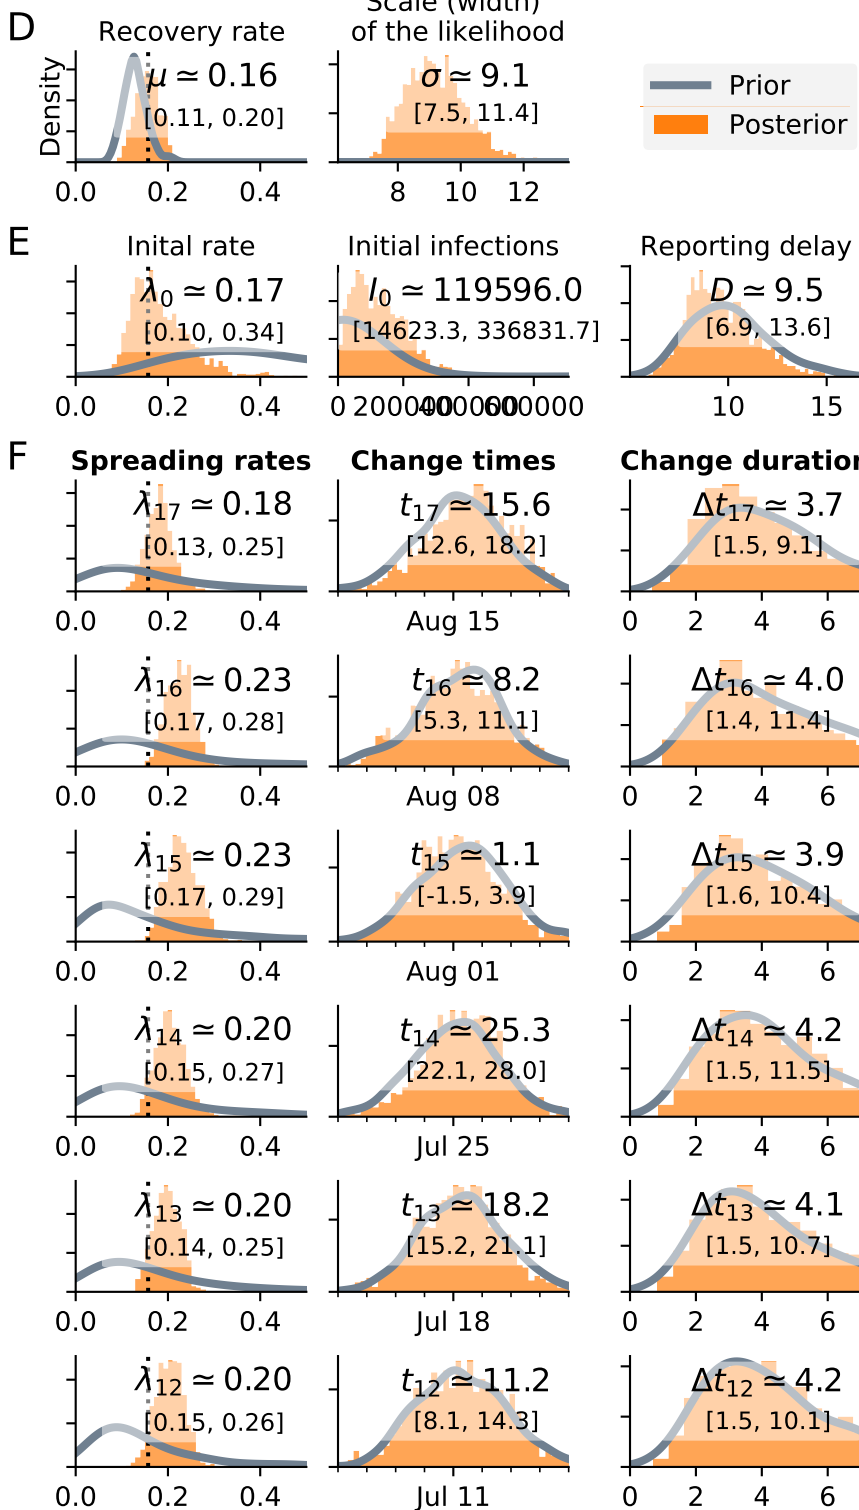 D
Scale (width)
Recovery rate
of the likelihood
Density
μ ≃ 0.16
[0.11, 0.20]
0.0 0.2 0.4
σ ≃ 9.1
[7.5, 11.4]
8 10 12
Prior
Posterior
E
Inital rate
λ0 ≃ 0.17
[0.10, 0.34]
0.0 0.2 0.4
Initial infections
I0 ≃ 119596.0
[14623.3, 336831.7]
0 200000 400000 600000
Reporting delay
D ≃ 9.5
[6.9, 13.6]
10 15
F
Spreading rates Change times Change duration
λ17 ≃ 0.18
[0.13, 0.25]
0.0 0.2 0.4
t17 ≃ 15.6
[12.6, 18.2]
Aug 15
Δt17 ≃ 3.7
[1.5, 9.1]
0 2 4 6
λ16 ≃ 0.23
[0.17, 0.28]
0.0 0.2 0.4
t16 ≃ 8.2
[5.3, 11.1]
Aug 08
Δt16 ≃ 4.0
[1.4, 11.4]
0 2 4 6
λ15 ≃ 0.23
[0.17, 0.29]
0.0 0.2 0.4
t15 ≃ 1.1
[-1.5, 3.9]
Aug 01
Δt15 ≃ 3.9
[1.6, 10.4]
0 2 4 6
λ14 ≃ 0.20
[0.15, 0.27]
0.0 0.2 0.4
t14 ≃ 25.3
[22.1, 28.0]
Jul 25
Δt14 ≃ 4.2
[1.5, 11.5]
0 2 4 6
λ13 ≃ 0.20
[0.14, 0.25]
0.0 0.2 0.4
t13 ≃ 18.2
[15.2, 21.1]
Jul 18
Δt13 ≃ 4.1
[1.5, 10.7]
0 2 4 6
λ12 ≃ 0.20
[0.15, 0.26]
0.0 0.2 0.4
t12 ≃ 11.2
[8.1, 14.3]
Jul 11
Δt12 ≃ 4.2
[1.5, 10.1]
0 2 4 6